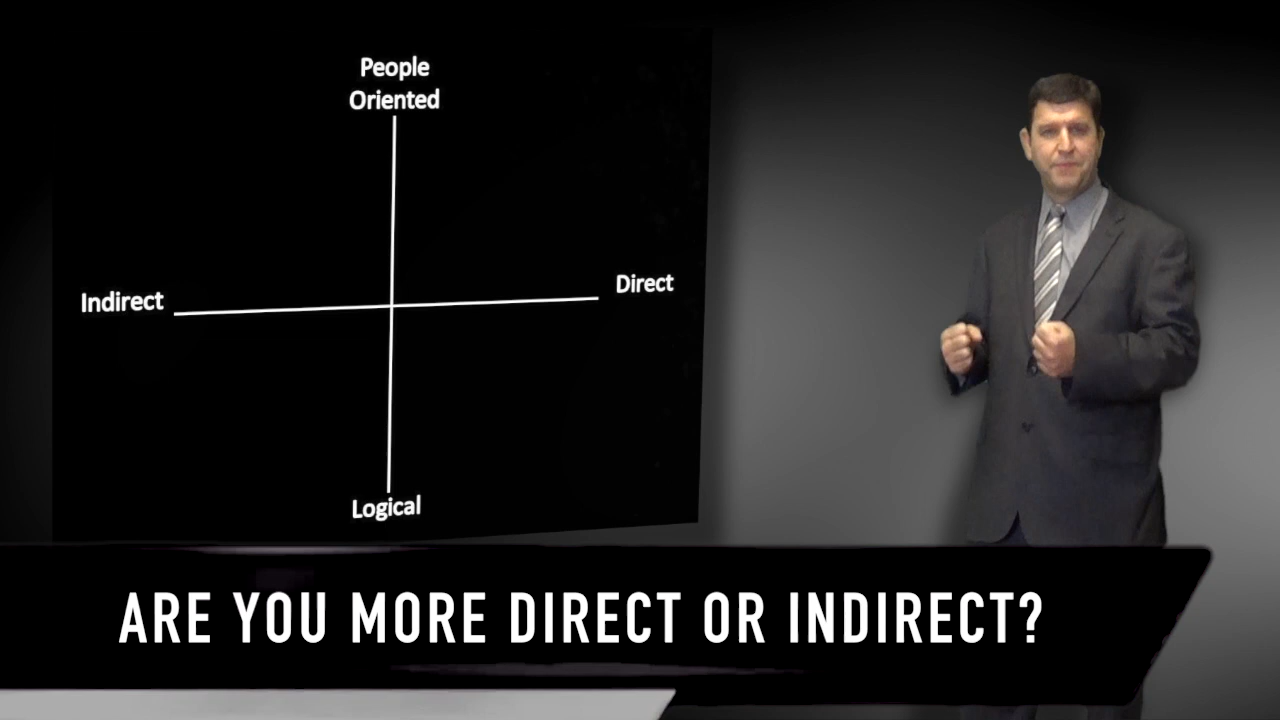 People
Oriented
Indirect
Direct
Logical
ARE YOU MORE DIRECT OR INDIRECT?